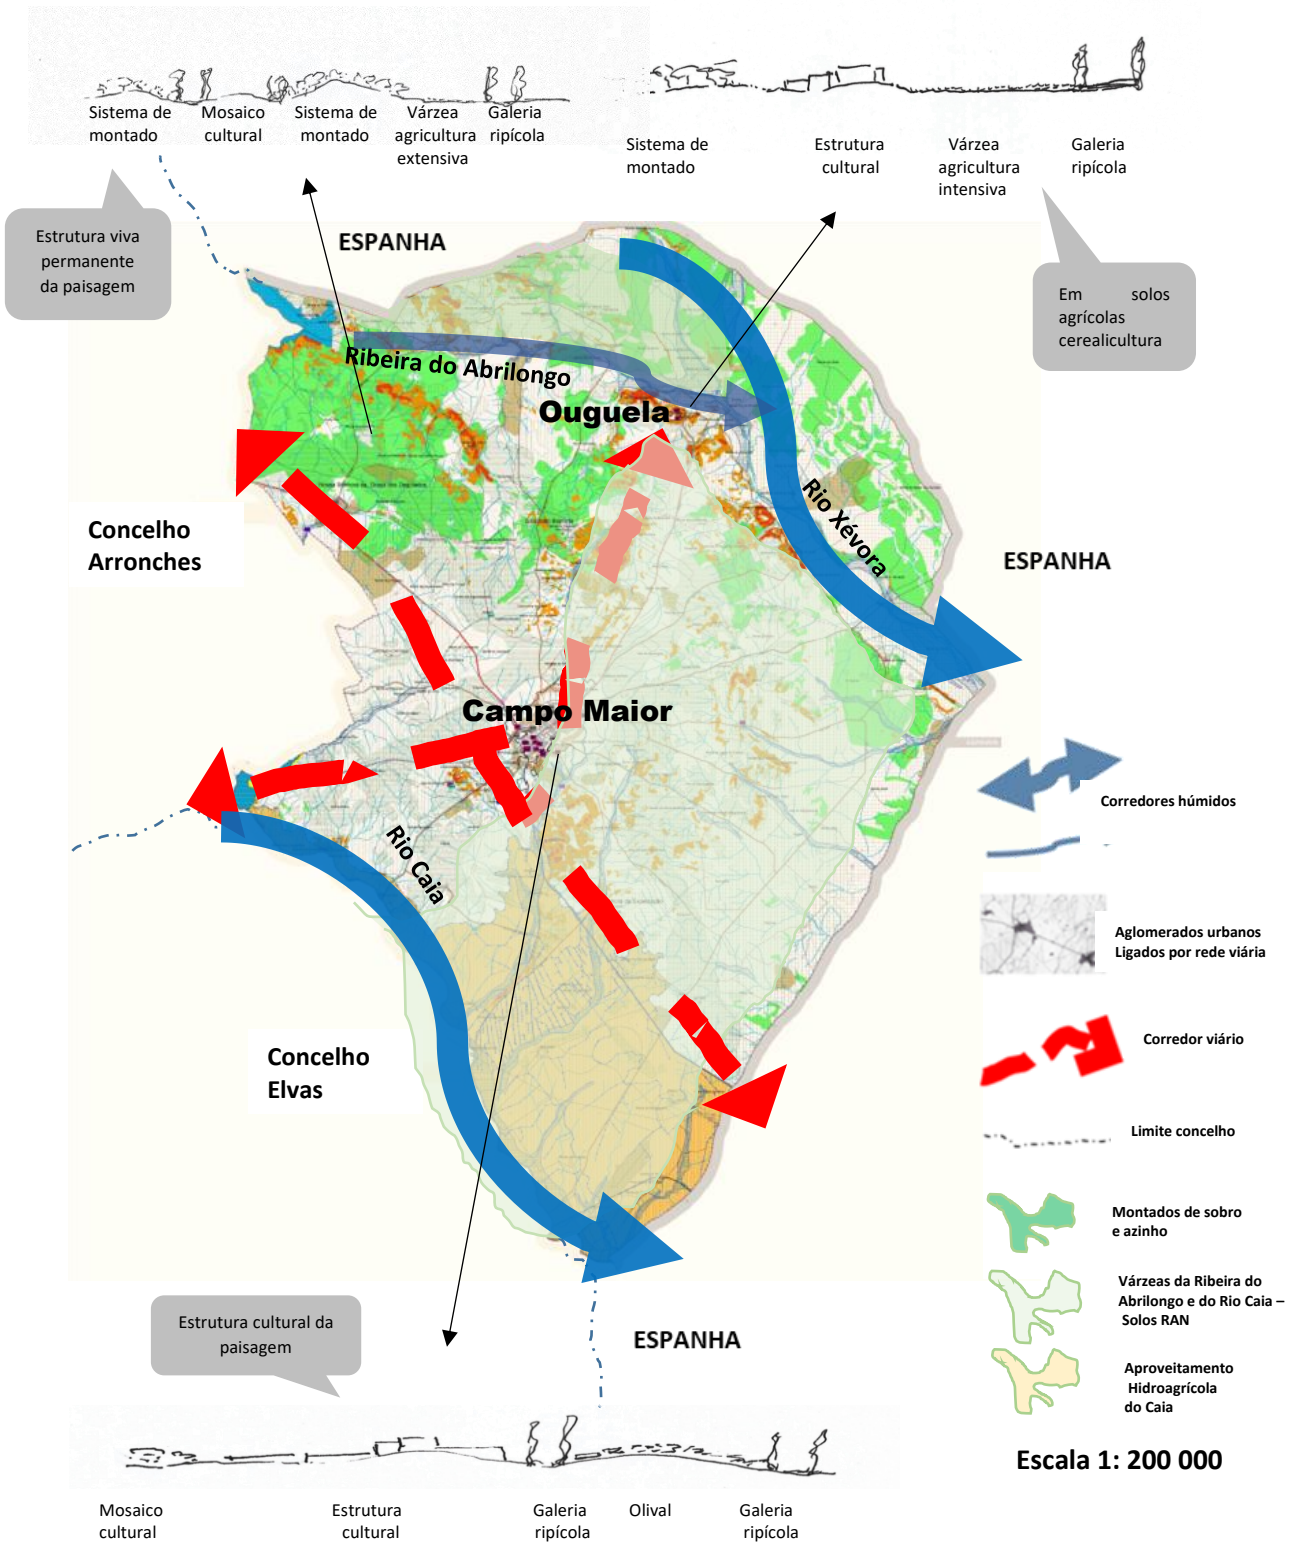 Sistema de
montado
Mosaico
cultural
Sistema de
montado
Várzea
agricultura
extensiva
Galeria
ripícola
Sistema de
montado
Estrutura
cultural
Várzea
agricultura
intensiva
Galeria
ripícola
Estrutura viva
permanente
da paisagem
ESPANHA
Em solos
agrícolas
cerealicultura
Ribeira do Abrilongo
Ouguela
Rio Xévora
Concelho
Arronches
ESPANHA
Campo Maior
Rio Caia
Concelho
Elvas
Corredores húmidos
Aglomerados urbanos
Ligados por rede viária
Corredor viário
Limite concelho
Montados de sobro
e azinho
Várzeas da Ribeira do
Abrilongo e do Rio Caia –
Solos RAN
Aproveitamento
Hidroagrícola
do Caia
Escala 1: 200 000
Estrutura cultural da
paisagem
ESPANHA
Mosaico
cultural
Estrutura
cultural
Galeria
ripícola
Olival
Galeria
ripícola